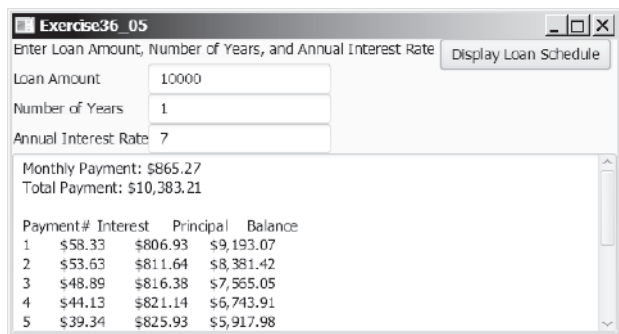 Exercise36_05
Enter Loan Amount, Number of Years, and Annual Interest Rate
Display Loan Schedule
Loan Amount 10000
Number of Years 1
Annual Interest Rate 7
Monthly Payment: $865.27
Total Payment: $10,383.21
Payment# Interest Principal Balance
1 $58.33 $806.93 $9,193.07
2 $53.63 $811.64 $8,381.42
3 $48.89 $816.38 $7,565.05
4 $44.13 $821.14 $6,743.91
5 $39.34 $825.93 $5,917.98